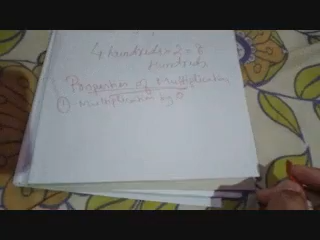 4 hundreds × 2 = 8
hundreds
Properties of multiplication
① Multiplication by 0